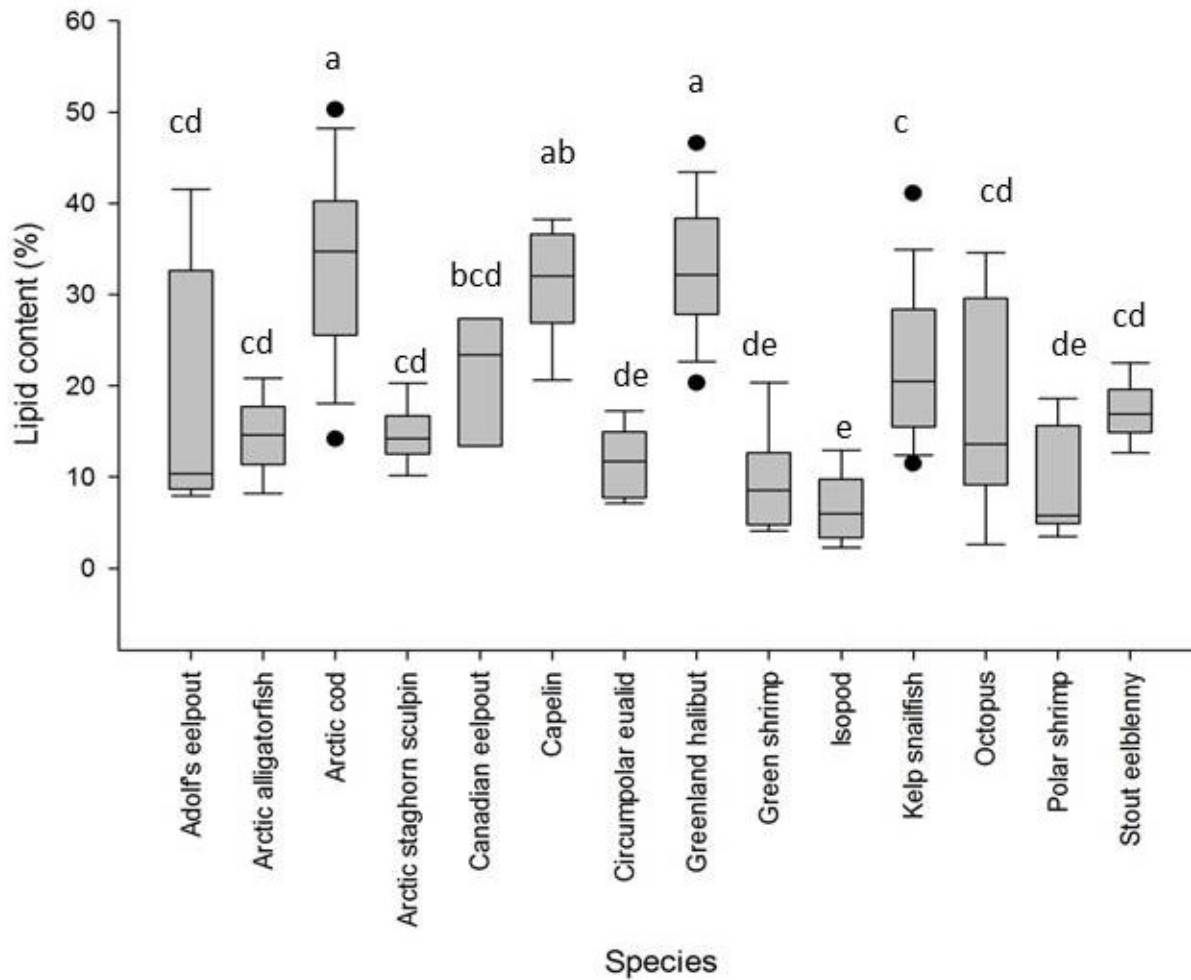 60
50
40
30
20
10
0
Lipid content (%)
cd
cd
a
cd
bcd
ab
de
a
de
e
c
cd
de
cd
Adolf's eelpout
Arctic alligatorfish
Arctic cod
Arctic staghorn sculpin
Canadian eelpout
Capelin
Circumpolar eualid
Greenland halibut
Green shrimp
Isopod
Kelp snailfish
Octopus
Polar shrimp
Stout eelblenny
Species